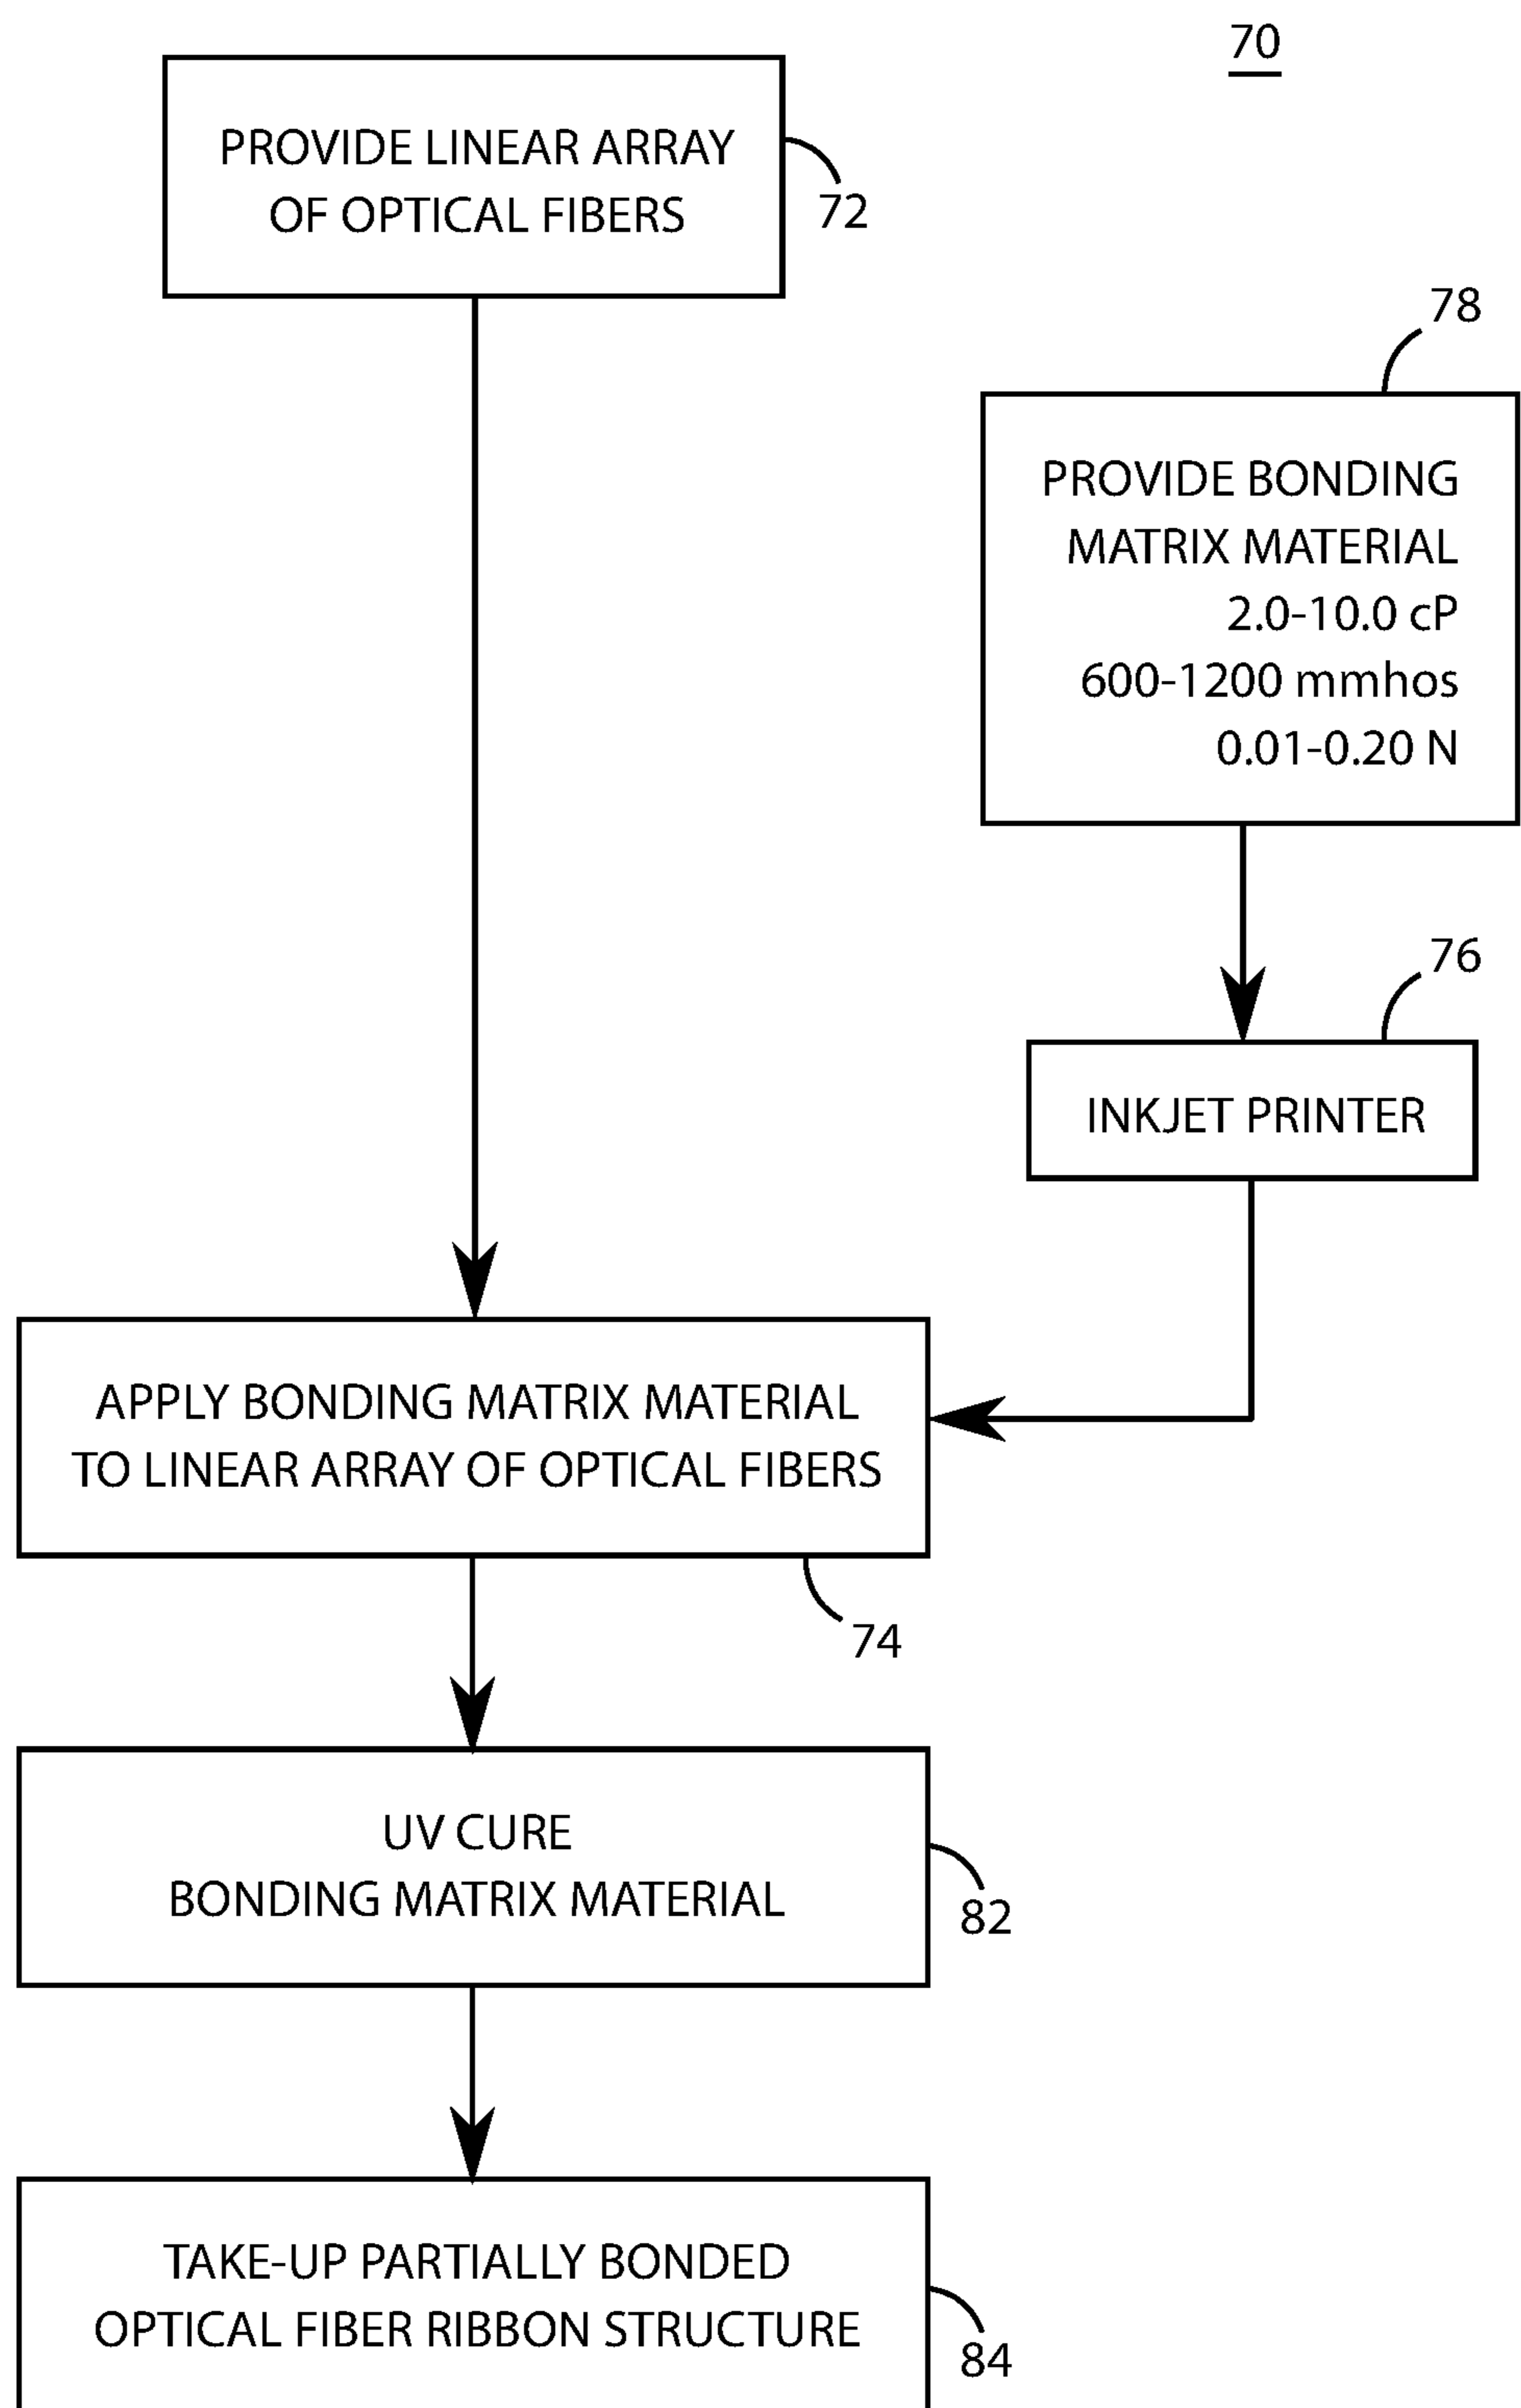 70
PROVIDE LINEAR ARRAY
OF OPTICAL FIBERS
72
78
PROVIDE BONDING
MATRIX MATERIAL
2.0-10.0 cP
600-1200 mmhos
0.01-0.20 N
76
INKJET PRINTER
APPLY BONDING MATRIX MATERIAL
TO LINEAR ARRAY OF OPTICAL FIBERS
74
UV CURE
BONDING MATRIX MATERIAL
82
TAKE-UP PARTIALLY BONDED
OPTICAL FIBER RIBBON STRUCTURE
84